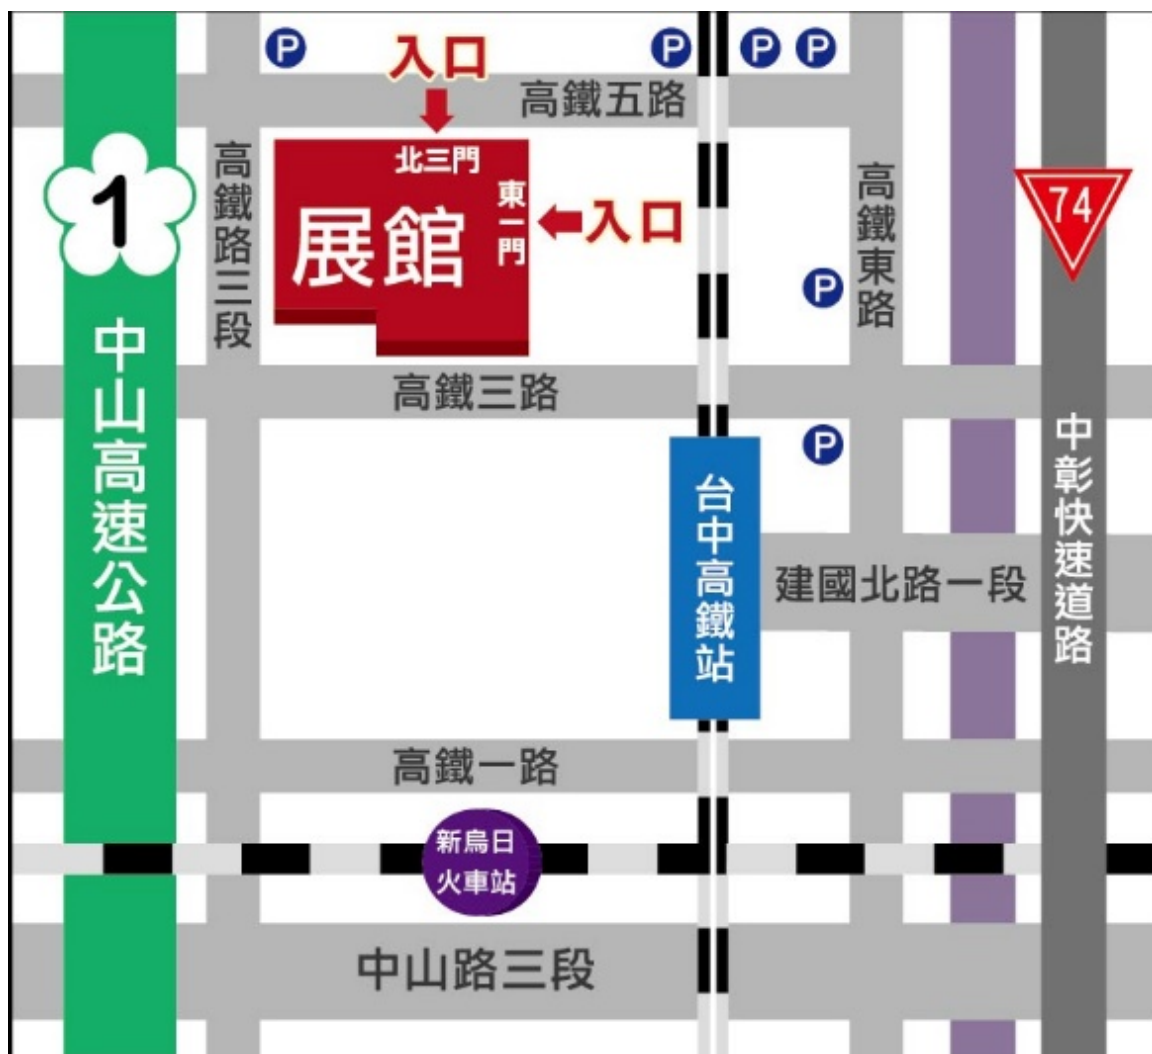 P
P
P
P
入口
高鐵五路
1
高鐵路三段
北三門
東一門
展館
入口
高鐵東路
74
P
中山高速公路
高鐵三路
P
中彰快速道路
台中高鐵站
建國北路一段
高鐵一路
新烏日
火車站
中山路三段